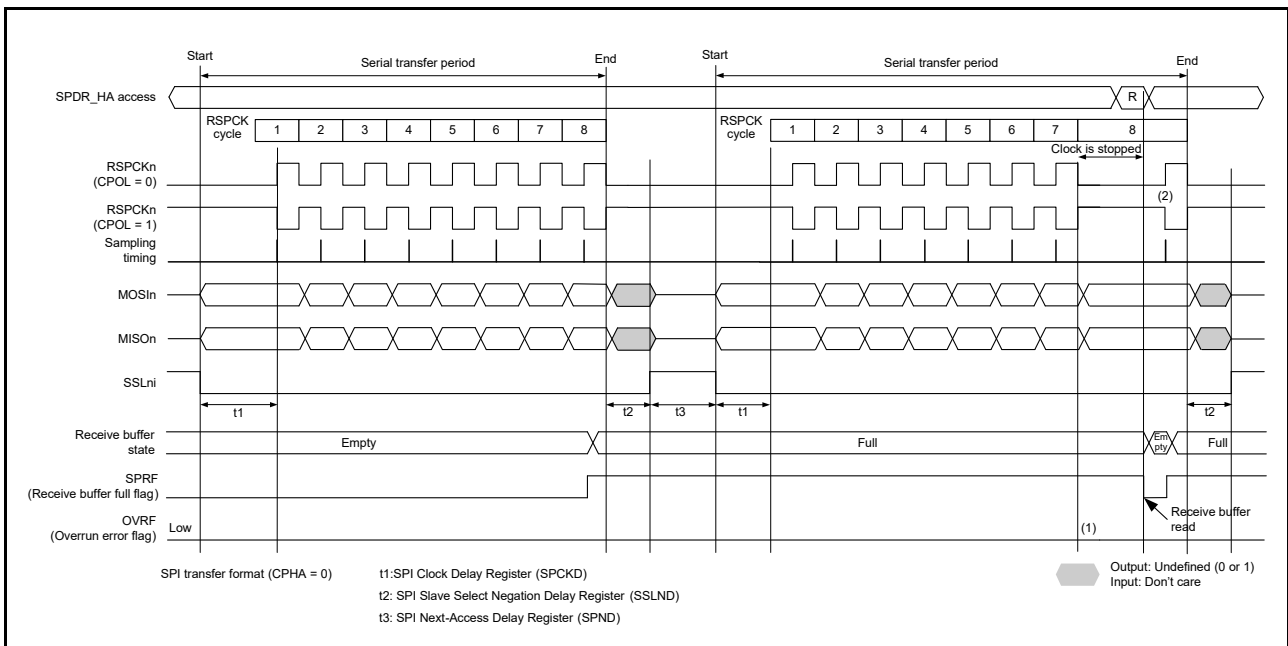 Start
Serial transfer period
End
Start
Serial transfer period
End
SPDR_HA access
R
RSPCK
cycle
1 2 3 4 5 6 7 8
RSPCK
cycle
1 2 3 4 5 6 7 8
Clock is stopped
RSPCKn
(CPOL = 0)
(2)
RSPCKn
(CPOL = 1)
Sampling
timing
MOSIn
MISOn
SSLni
t1
t2
t3
t1
t2
Receive buffer
state
Empty
Full
Em
pty
Full
SPRF
(Receive buffer full flag)
Receive buffer
read
OVRF
(Overrun error flag)
Low
(1)
SPI transfer format (CPHA = 0)
t1:SPI Clock Delay Register (SPCKD)
t2: SPI Slave Select Negation Delay Register (SSLND)
t3: SPI Next-Access Delay Register (SPND)
Output: Undefined (0 or 1)
Input: Don't care